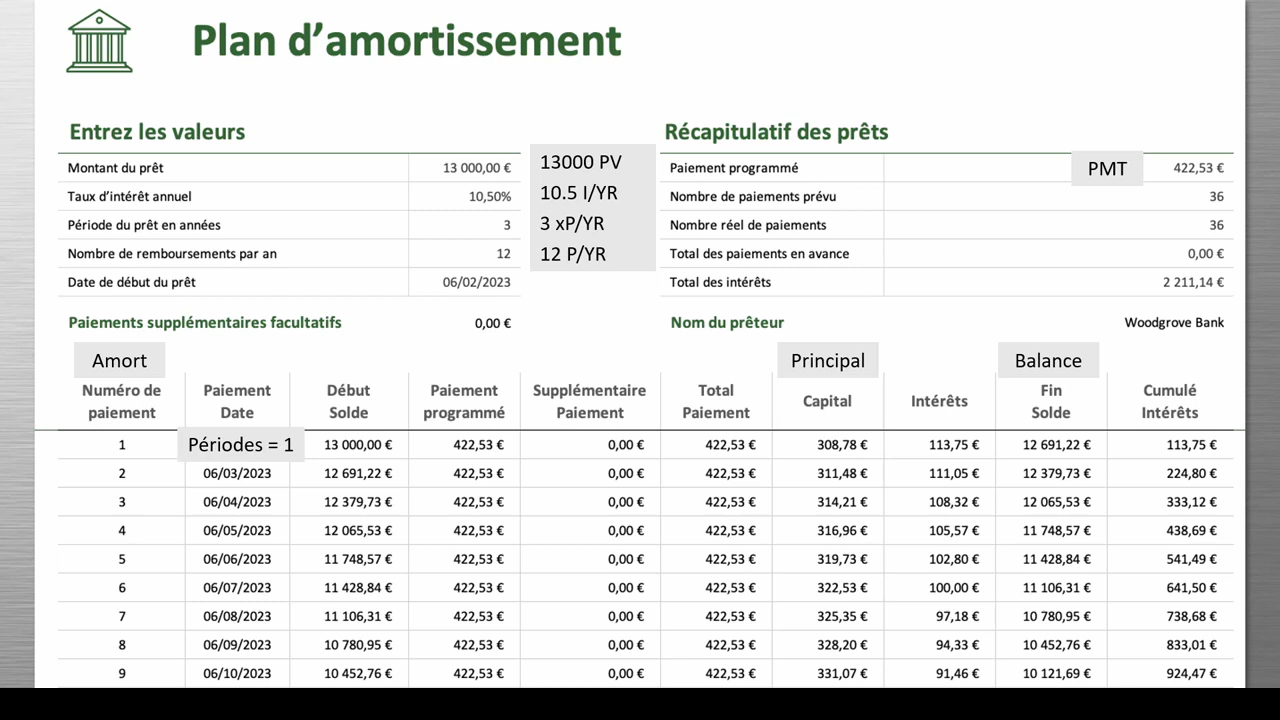 Plan d’amortissement
Entrez les valeurs
Montant du prêt 13 000,00 €
Taux d’intérêt annuel 10,50%
Période du prêt en années 3
Nombre de remboursements par an 12
Date de début du prêt 06/02/2023
13000 PV
10.5 I/YR
3 xP/YR
12 P/YR
Récapitulatif des prêts
Paiement programmé PMT 422,53 €
Nombre de paiements prévu 36
Nombre réel de paiements 36
Total des paiements en avance 0,00 €
Total des intérêts 2 211,14 €
Paiements supplémentaires facultatifs 0,00 €
Nom du prêteur Woodgrove Bank
Amort Principal Balance
Numéro de Paiement Début Paiement Supplémentaire Total Capital Intérêts Fin Cumulé
paiement Date Solde programmé Paiement Paiement Solde Intérêts
1 Périodes = 1 13 000,00 € 422,53 € 0,00 € 422,53 € 308,78 € 113,75 € 12 691,22 € 113,75 €
2 06/03/2023 12 691,22 € 422,53 € 0,00 € 422,53 € 311,48 € 111,05 € 12 379,73 € 224,80 €
3 06/04/2023 12 379,73 € 422,53 € 0,00 € 422,53 € 314,21 € 108,32 € 12 065,53 € 333,12 €
4 06/05/2023 12 065,53 € 422,53 € 0,00 € 422,53 € 316,96 € 105,57 € 11 748,57 € 438,69 €
5 06/06/2023 11 748,57 € 422,53 € 0,00 € 422,53 € 319,73 € 102,80 € 11 428,84 € 541,49 €
6 06/07/2023 11 428,84 € 422,53 € 0,00 € 422,53 € 322,53 € 100,00 € 11 106,31 € 641,50 €
7 06/08/2023 11 106,31 € 422,53 € 0,00 € 422,53 € 325,35 € 97,18 € 10 780,95 € 738,68 €
8 06/09/2023 10 780,95 € 422,53 € 0,00 € 422,53 € 328,20 € 94,33 € 10 452,76 € 833,01 €
9 06/10/2023 10 452,76 € 422,53 € 0,00 € 422,53 € 331,07 € 91,46 € 10 121,69 € 924,47 €